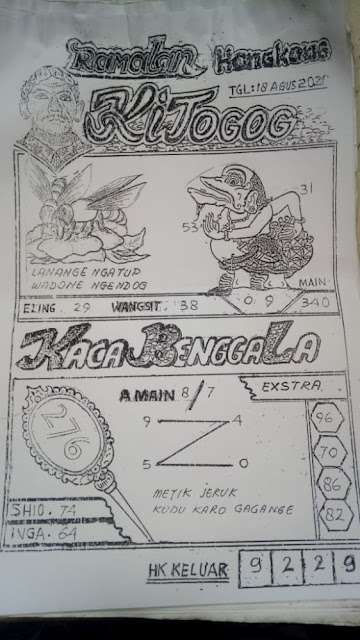 Ramalan Hongkong
TGL: 18 AGUS 2021
Ki Togog
31
53
LANANGE NGATUP
WADONE NGENDOG
MAIN
ELING. 29 WANGSIT. 38 0.9 340
KACA BENGGALA
A MAIN 8/7
EXSTRA.
276
9 4
5 0
96
70
86
82
METIK JERUK
KUDU KARO GAGANGE
SHIO. 74
INGA. 64
HK KELUAR 9 2 2 9